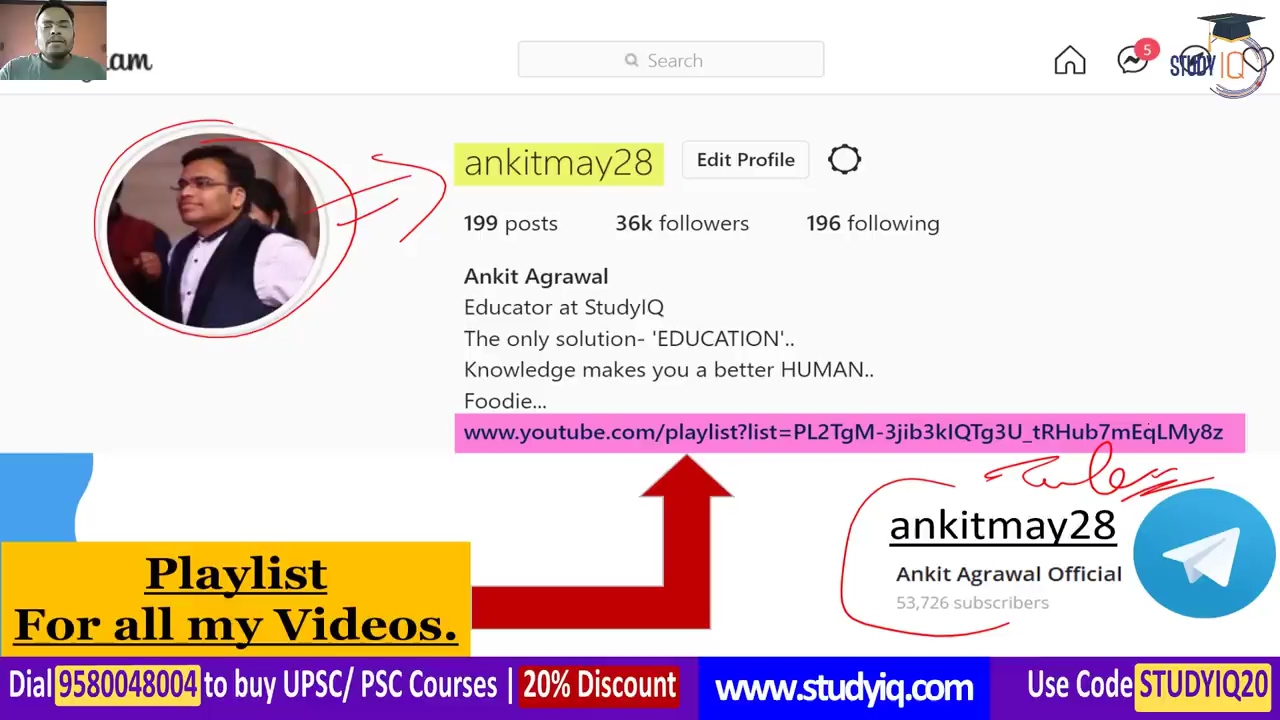 am
Search
5
STUDY IQ
ankitmay28
Edit Profile
199 posts 36k followers 196 following
Ankit Agrawal
Educator at StudyIQ
The only solution- 'EDUCATION'..
Knowledge makes you a better HUMAN..
Foodie...
www.youtube.com/playlist?list=PL2TgM-3jib3kIQTg3U_tRHub7mEqLMy8z
ankitmay28
Ankit Agrawal Official
53,726 subscribers
Playlist
For all my Videos.
Dial 9580048004 to buy UPSC/ PSC Courses | 20% Discount www.studyiq.com Use Code STUDYIQ20